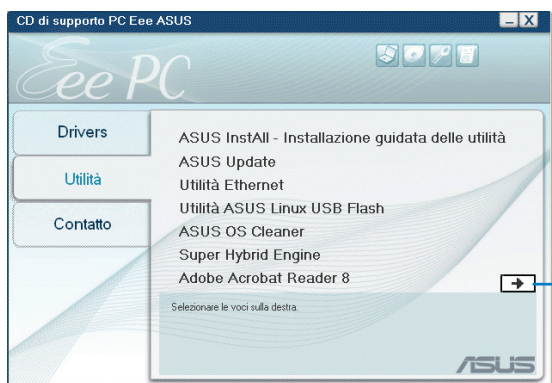 CD di supporto PC Eee ASUS
Eee PC
Drivers
Utilità
Contatto
ASUS InstAll - Installazione guidata delle utilità
ASUS Update
Utilità Ethernet
Utilità ASUS Linux USB Flash
ASUS OS Cleaner
Super Hybrid Engine
Adobe Acrobat Reader 8
Selezionare le voci sulla destra.
ASUS